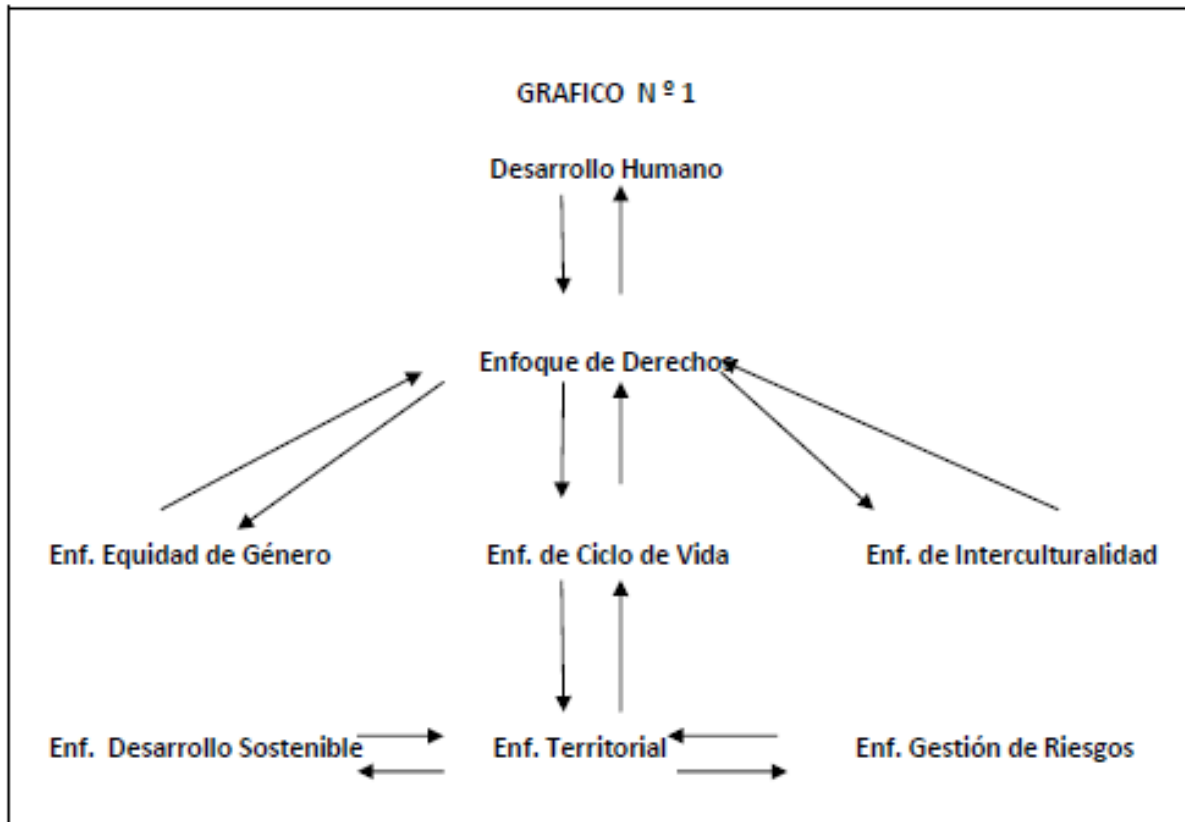 GRAFICO N º 1
Desarrollo Humano
Enfoque de Derechos
Enf. Equidad de Género
Enf. de Ciclo de Vida
Enf. de Interculturalidad
Enf. Desarrollo Sostenible
Enf. Territorial
Enf. Gestión de Riesgos